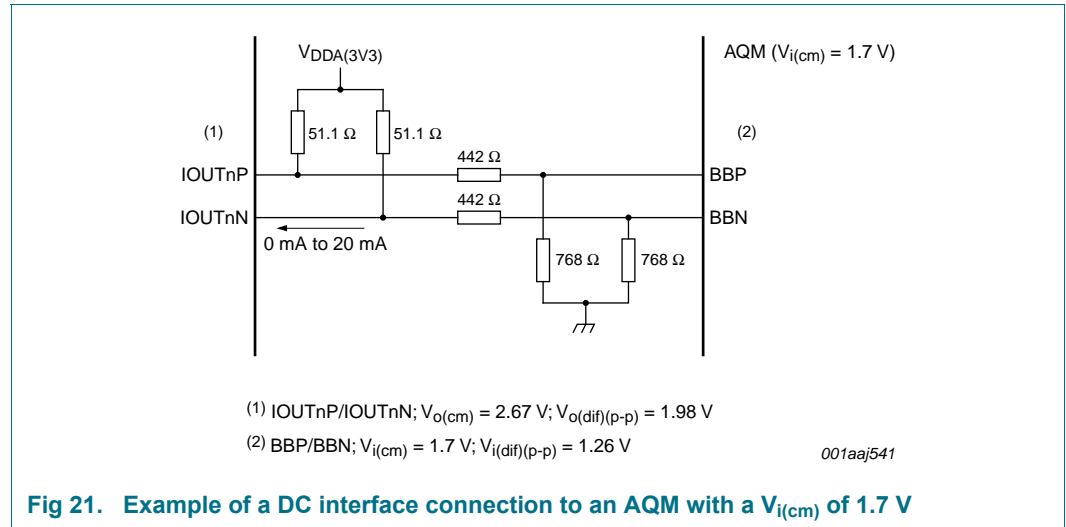 VDDA(3V3)
AQM (Vi(cm) = 1.7 V)
(1)
51.1 Ω
51.1 Ω
(2)
442 Ω
IOUTnP
BBP
442 Ω
IOUTnN
BBN
0 mA to 20 mA
768 Ω
768 Ω
(1) IOUTnP/IOUTnN; Vo(cm) = 2.67 V; Vo(dif)(p-p) = 1.98 V
(2) BBP/BBN; Vi(cm) = 1.7 V; Vi(dif)(p-p) = 1.26 V
001aaj541
Fig 21. Example of a DC interface connection to an AQM with a Vi(cm) of 1.7 V